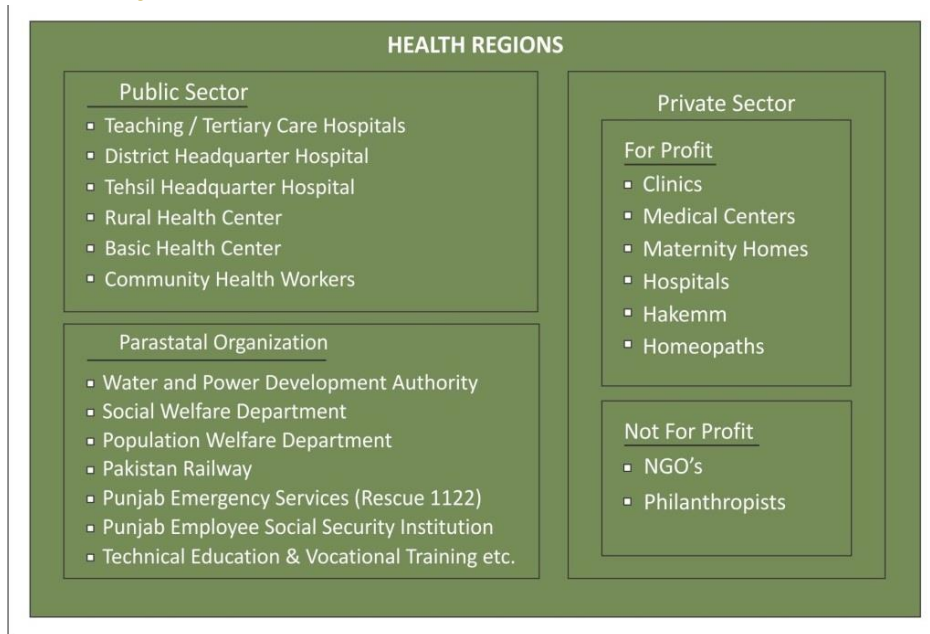 HEALTH REGIONS
Public Sector
Teaching / Tertiary Care Hospitals
District Headquarter Hospital
Tehsil Headquarter Hospital
Rural Health Center
Basic Health Center
Community Health Workers
Parastatal Organization
Water and Power Development Authority
Social Welfare Department
Population Welfare Department
Pakistan Railway
Punjab Emergency Services (Rescue 1122)
Punjab Employee Social Security Institution
Technical Education & Vocational Training etc.
Private Sector
For Profit
Clinics
Medical Centers
Maternity Homes
Hospitals
Hakemm
Homeopaths
Not For Profit
NGO's
Philanthropists